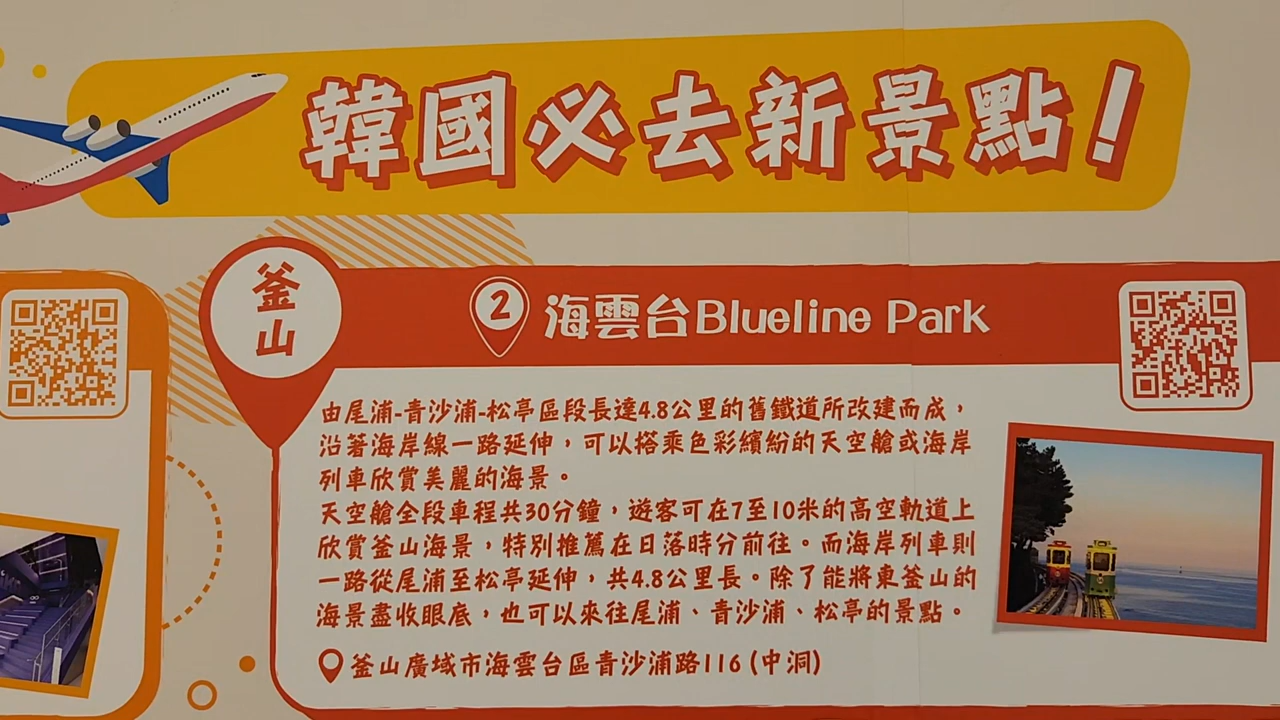 韓國必去新景點!
釜山
2
海雲台Blueline Park
由尾浦-青沙浦-松亭區段長達4.8公里的舊鐵道所改建而成，
沿著海岸線一路延伸，可以搭乘色彩繽紛的天空艙或海岸
列車欣賞美麗的海景。
天空艙全段車程共30分鐘，遊客可在7至10米的高空軌道上
欣賞釜山海景，特別推薦在日落時分前往。而海岸列車則
一路從尾浦至松亭延伸，共4.8公里長。除了能將東釜山的
海景盡收眼底，也可以來往尾浦、青沙浦、松亭的景點。
釜山廣域市海雲台區青沙浦路116 (中洞)